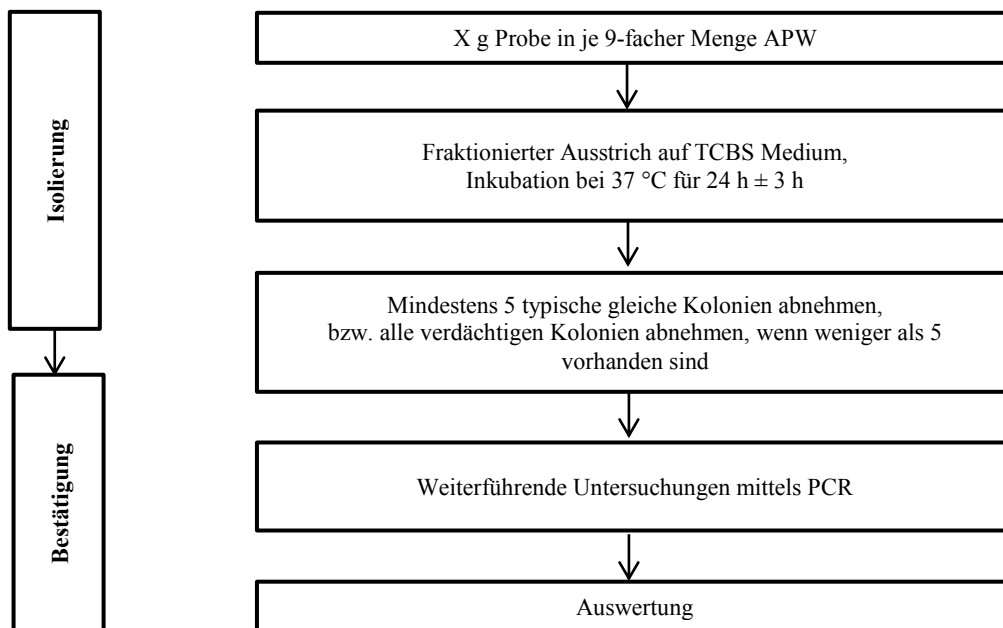 Isolierung
Bestätigung
X g Probe in je 9-facher Menge APW
Fraktionierter Ausstrich auf TCBS Medium,
Inkubation bei 37 °C für 24 h ± 3 h
Mindestens 5 typische gleiche Kolonien abnehmen,
bzw. alle verdächtigen Kolonien abnehmen, wenn weniger als 5
vorhanden sind
Weiterführende Untersuchungen mittels PCR
Auswertung